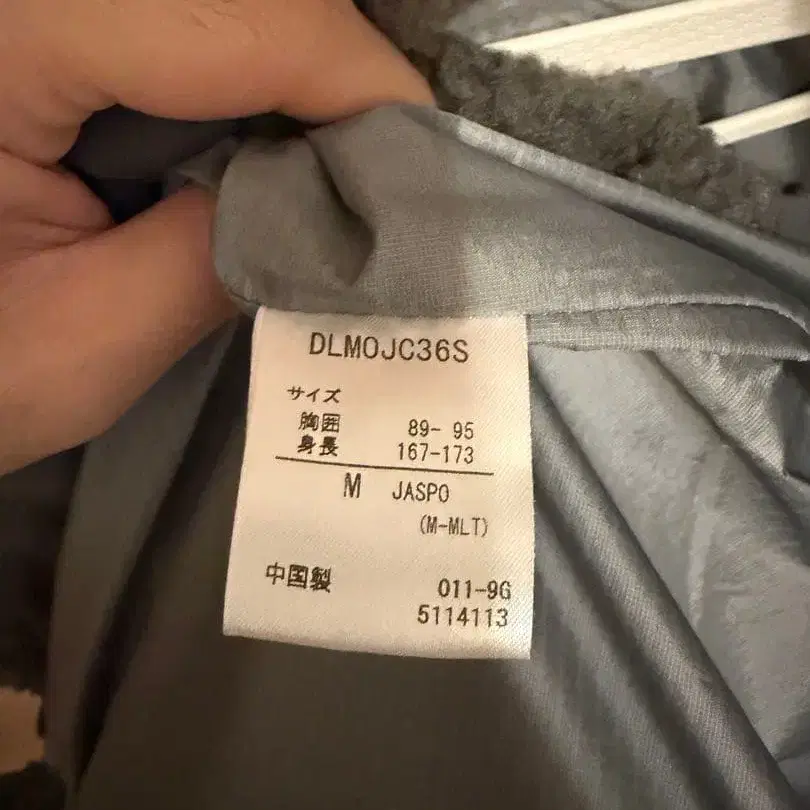 DLMOJC36S
サイズ
胸囲 89- 95
身長 167-173
M JASPO
(M-MLT)
中国製 011-9G
5114113